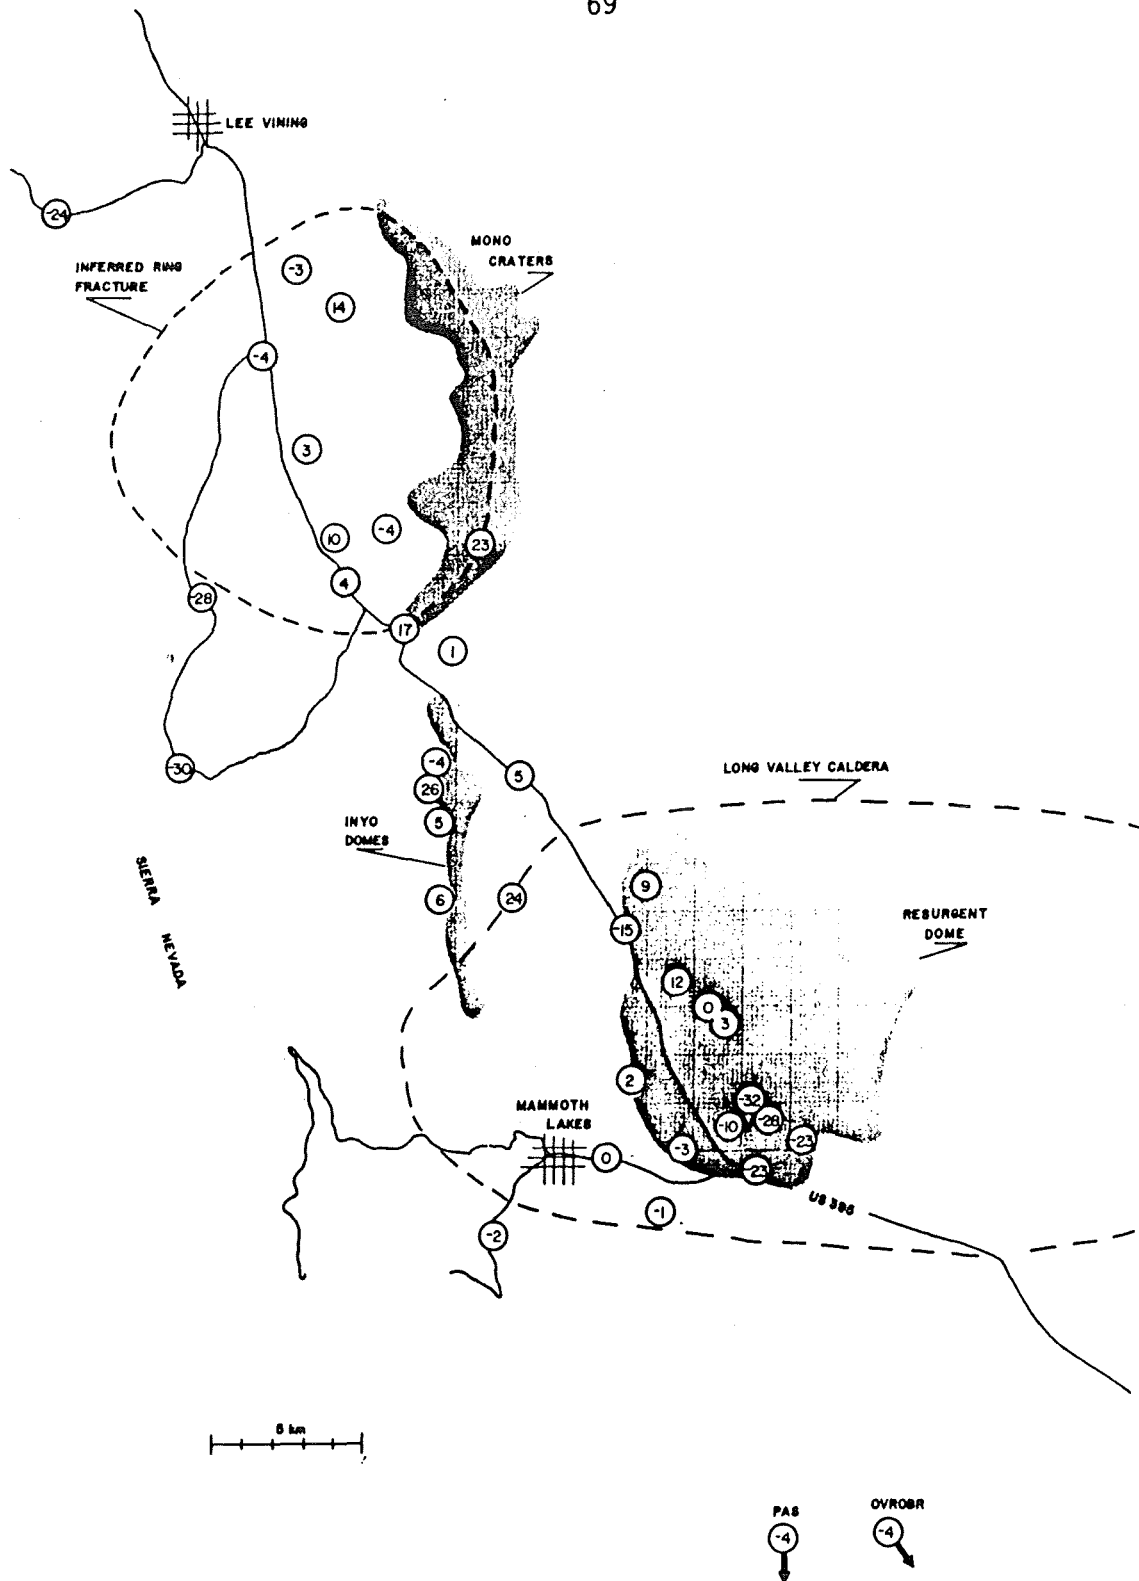 69
LEE VINING
-24
MONO
CRATERS
INFERRED RING
FRACTURE
-3
14
-4
3
10
-4
23
4
-28
17
1
-30
-4
5
LONG VALLEY CALDERA
26
INYO
DOMES
5
SIERRA NEVADA
9
6
24
-15
RESURGENT
DOME
12
0
3
2
-32
MAMMOTH
LAKES
-10
-28
-23
-3
0
-23
US 395
-1
-2
5 km
PAS
-4
OVROBR
-4